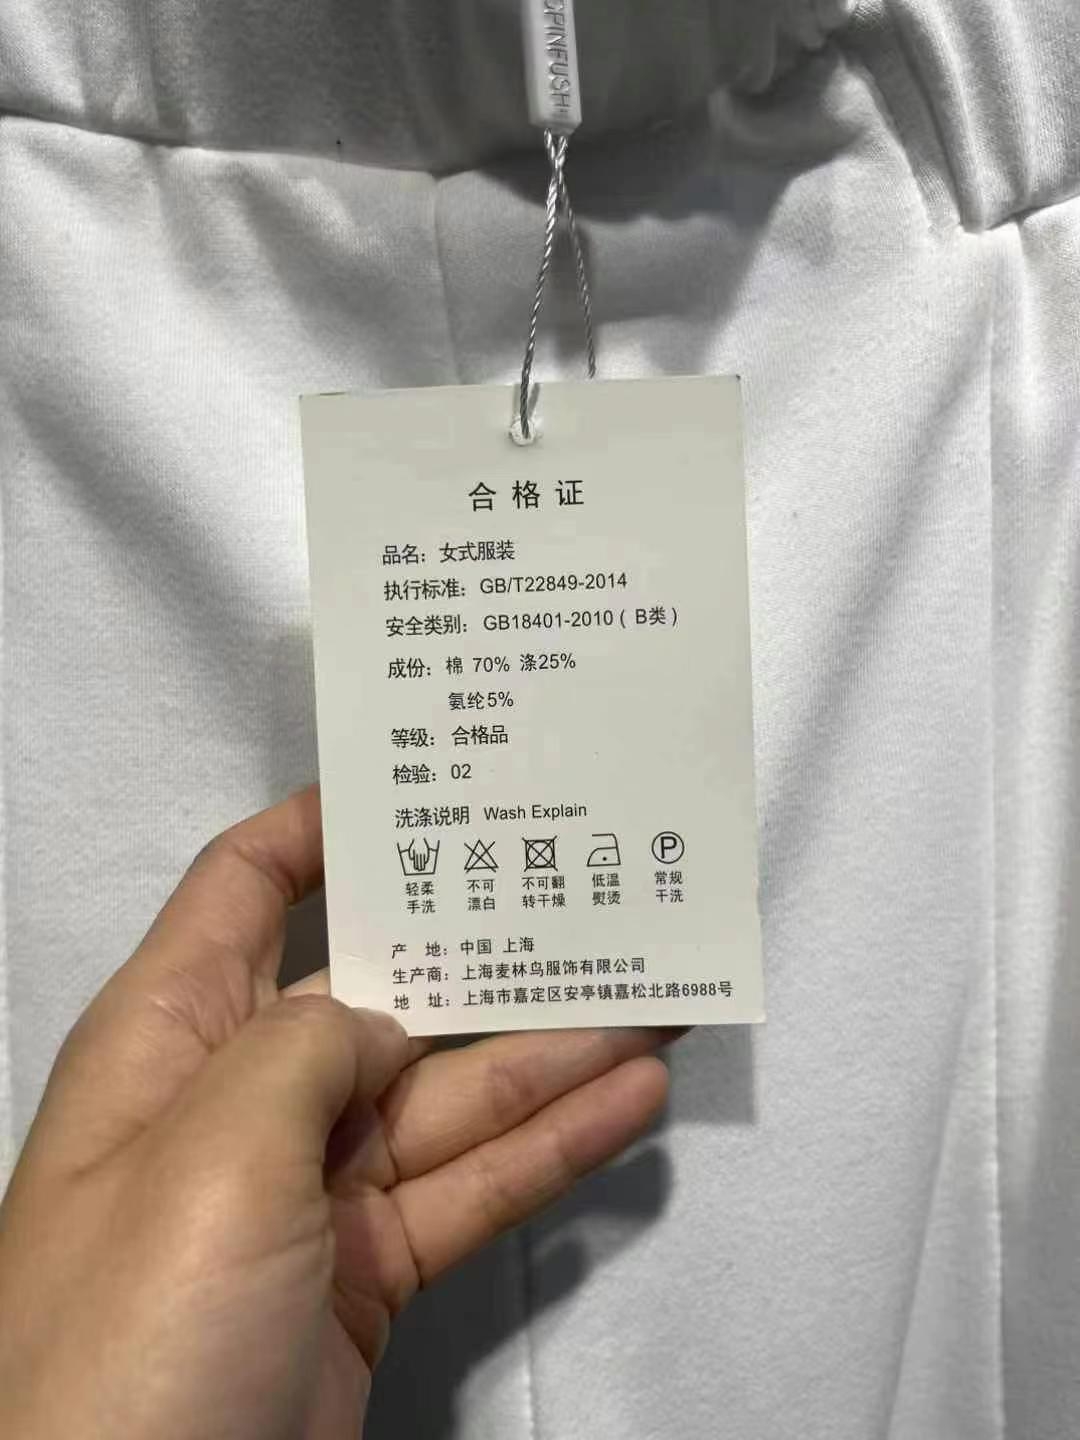 CPINFUSHI
合格证
品名：女式服装
执行标准：GB/T22849-2014
安全类别：GB18401-2010（B类）
成份：棉 70% 涤25%
氨纶5%
等级：合格品
检验：02
洗涤说明 Wash Explain
P
轻柔 不可 不可翻 低温 常规
手洗 漂白 转干燥 熨烫 干洗
产 地：中国 上海
生产商：上海麦林鸟服饰有限公司
地 址：上海市嘉定区安亭镇嘉松北路6988号